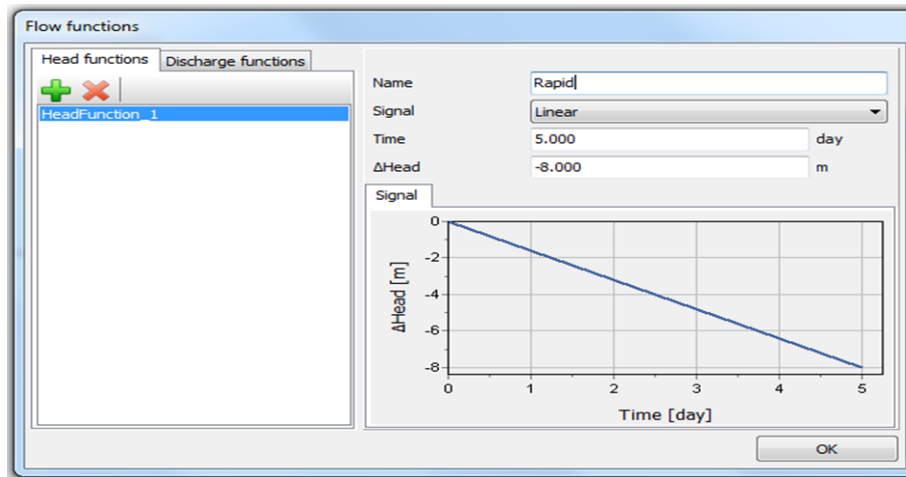 Flow functions
Head functions Discharge functions
HeadFunction_1
Name Rapid
Signal Linear
Time 5.000 day
ΔHead -8.000 m
Signal
0
-2
-4
-6
-8
ΔHead [m]
0 1 2 3 4 5
Time [day]
OK